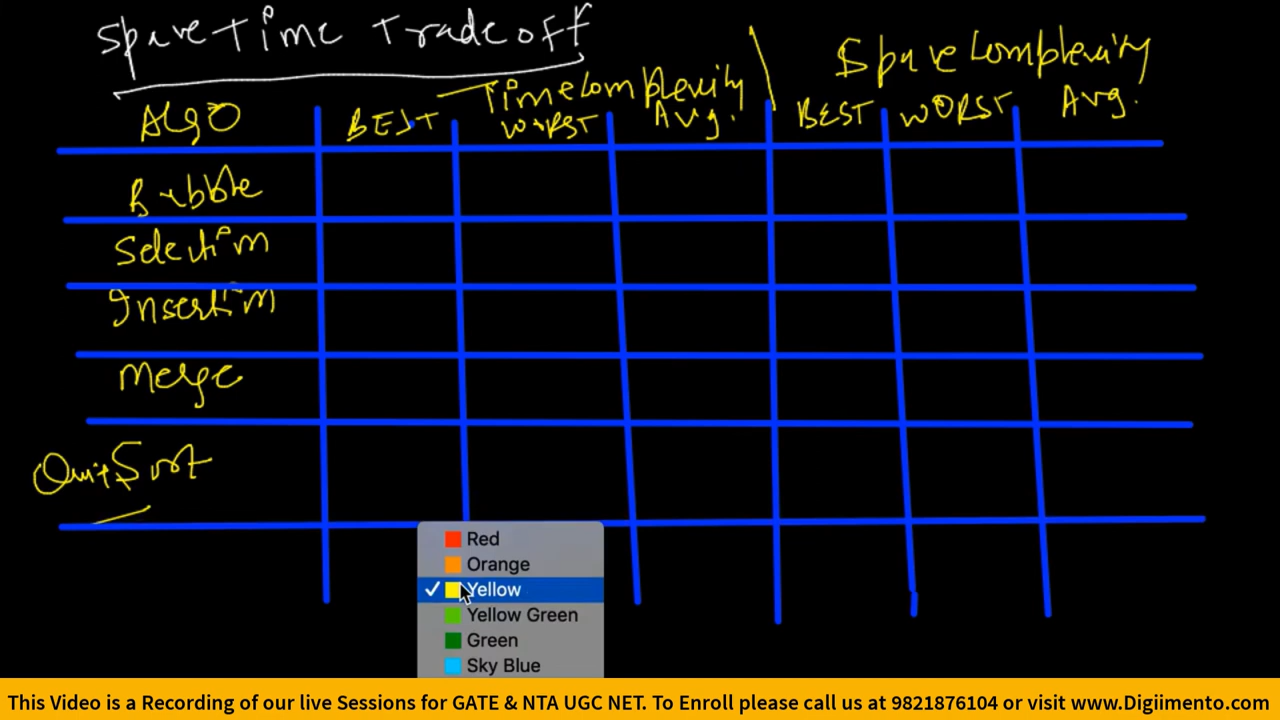 Space Time Tradeoff
Time Complexity
Space Complexity
ALGO BEST WORST Avg. BEST WORST Avg.
Bubble
Selection
Insertion
Merge
Quick Sort
Red
Orange
Yellow
Yellow Green
Green
Sky Blue
This Video is a Recording of our live Sessions for GATE & NTA UGC NET. To Enroll please call us at 9821876104 or visit www.Digiimento.com